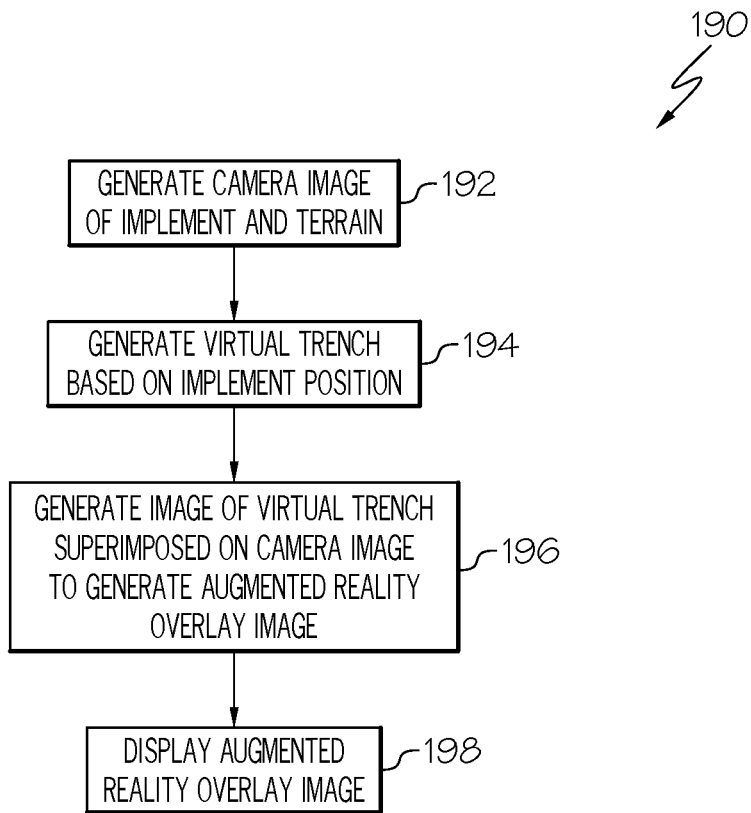 190
GENERATE CAMERA IMAGE
OF IMPLEMENT AND TERRAIN
192
GENERATE VIRTUAL TRENCH
BASED ON IMPLEMENT POSITION
194
GENERATE IMAGE OF VIRTUAL TRENCH
SUPERIMPOSED ON CAMERA IMAGE
TO GENERATE AUGMENTED REALITY
OVERLAY IMAGE
196
DISPLAY AUGMENTED
REALITY OVERLAY IMAGE
198